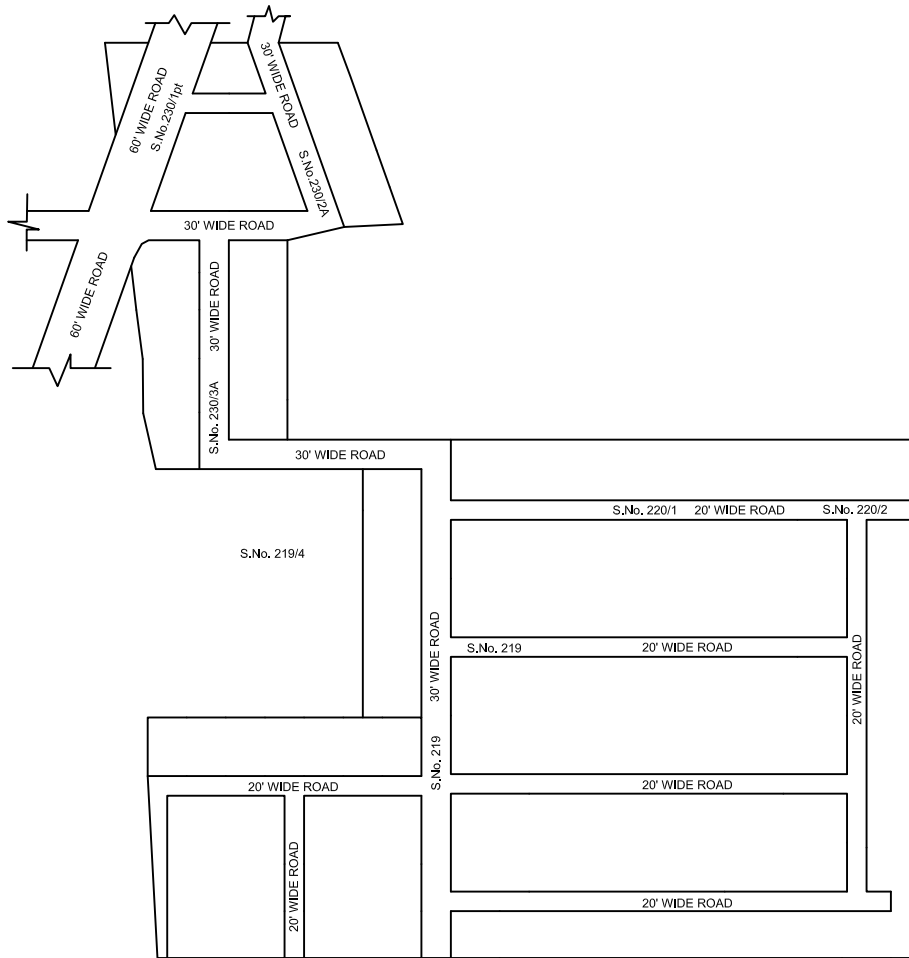 30' WIDE ROAD
60' WIDE ROAD
S.No.230/1pt
S.No.230/2A
30' WIDE ROAD
60' WIDE ROAD
30' WIDE ROAD
S.No. 230/3A
30' WIDE ROAD
S.No. 220/1
20' WIDE ROAD
S.No. 220/2
S.No. 219/4
30' WIDE ROAD
S.No. 219
20' WIDE ROAD
20' WIDE ROAD
S.No. 219
20' WIDE ROAD
20' WIDE ROAD
20' WIDE ROAD
20' WIDE ROAD